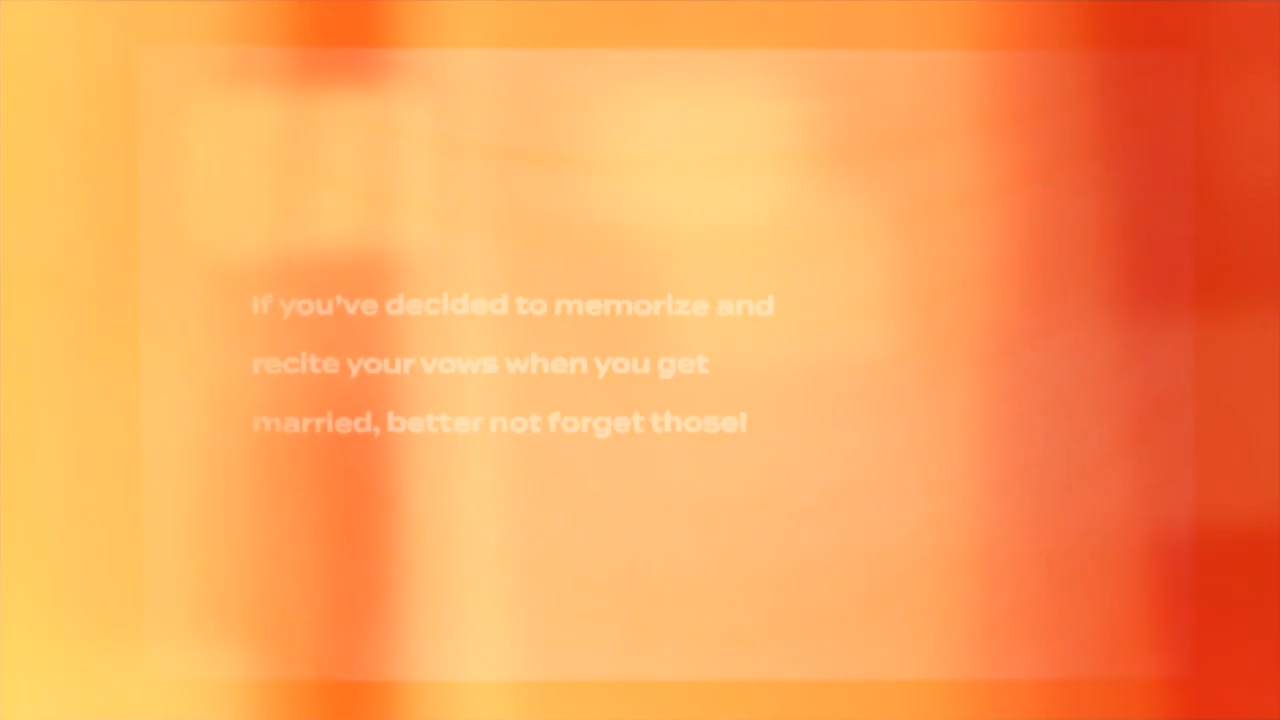 If you've decided to memorize and
recite your vows when you get
married, better not forget those!